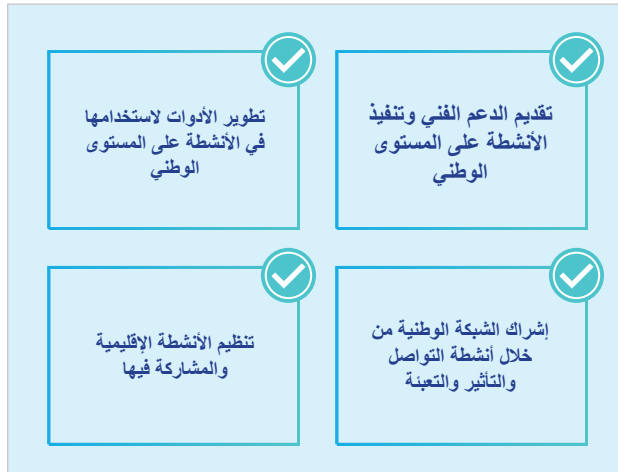 تقديم الدعم الفني وتنفيذ
الأنشطة على المستوى
الوطني
تطوير الأدوات لاستخدامها
في الأنشطة على المستوى
الوطني
إشراك الشبكة الوطنية من
خلال أنشطة التواصل
والتأثير والتعبئة
تنظيم الأنشطة الإقليمية
والمشاركة فيها